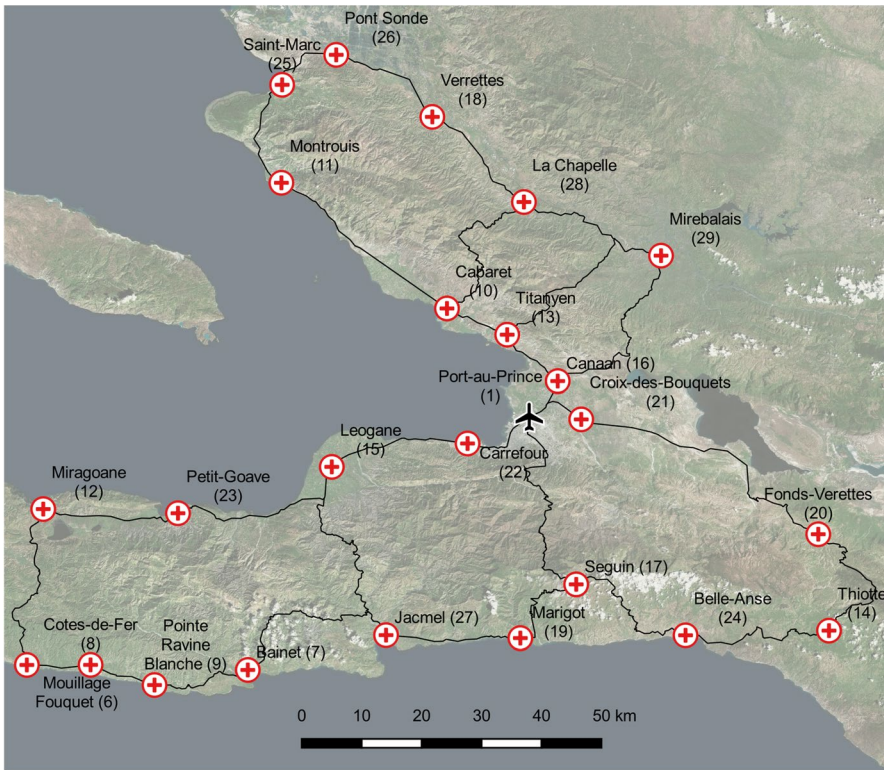 Pont Sonde
(26)
Saint-Marc
(25)
Verrettes
(18)
Montrouis
(11)
La Chapelle
(28)
Mirebalais
(29)
Cabaret
(10)
Titanyen
(13)
Canaan (16)
Port-au-Prince
(1)
Croix-des-Bouquets
(21)
Leogane
(15)
Carrefour
(22)
Miragoane
(12)
Petit-Goave
(23)
Fonds-Verettes
(20)
Seguin (17)
Thiotte
(14)
Belle-Anse
(24)
Cotes-de-Fer
(8)
Pointe
Ravine
Blanche (9)
Bainet (7)
Jacmel (27)
Marigot
(19)
Mouillage
Fouquet (6)
0 10 20 30 40 50 km